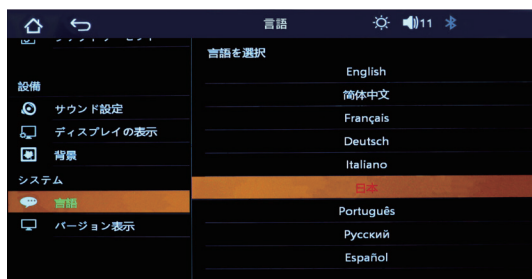 言語
11
設備
サウンド設定
ディスプレイの表示
背景
システム
言語
バージョン表示
言語を選択
English
简体中文
Français
Deutsch
Italiano
日本
Português
Русский
Español